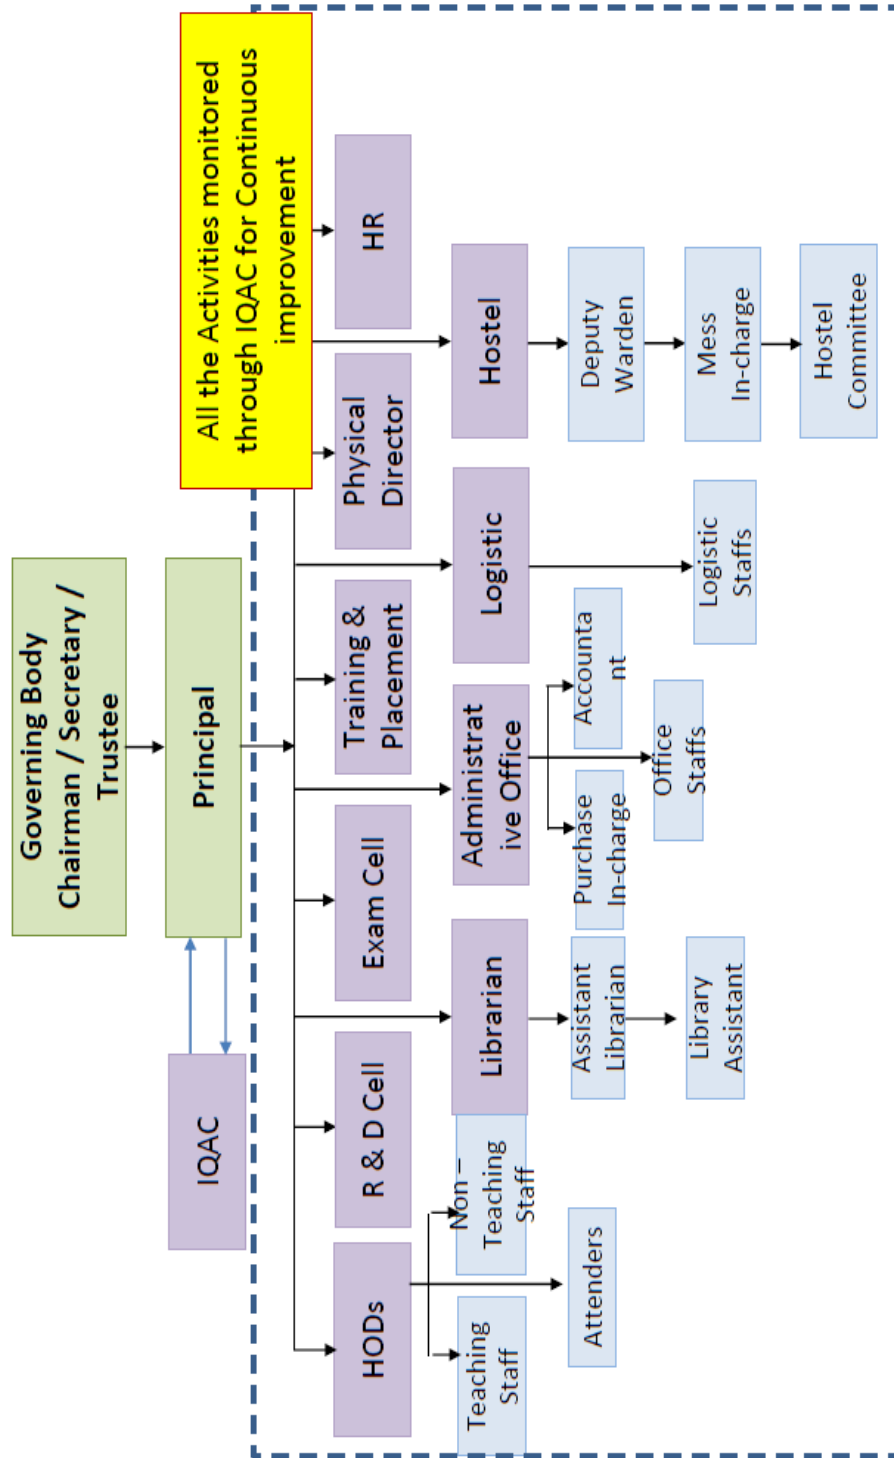 Governing Body
Chairman / Secretary /
Trustee
Principal
IQAC
All the Activities monitored
through IQAC for Continuous
improvement
HODs
R & D Cell
Exam Cell
Training &
Placement
Physical
Director
HR
Librarian
Administrat
ive Office
Logistic
Hostel
Teaching
Staff
Non –
Teaching
Staff
Attenders
Assistant
Librarian
Library
Assistant
Purchase
In-charge
Accounta
nt
Office
Staffs
Logistic
Staffs
Deputy
Warden
Mess
In-charge
Hostel
Committee